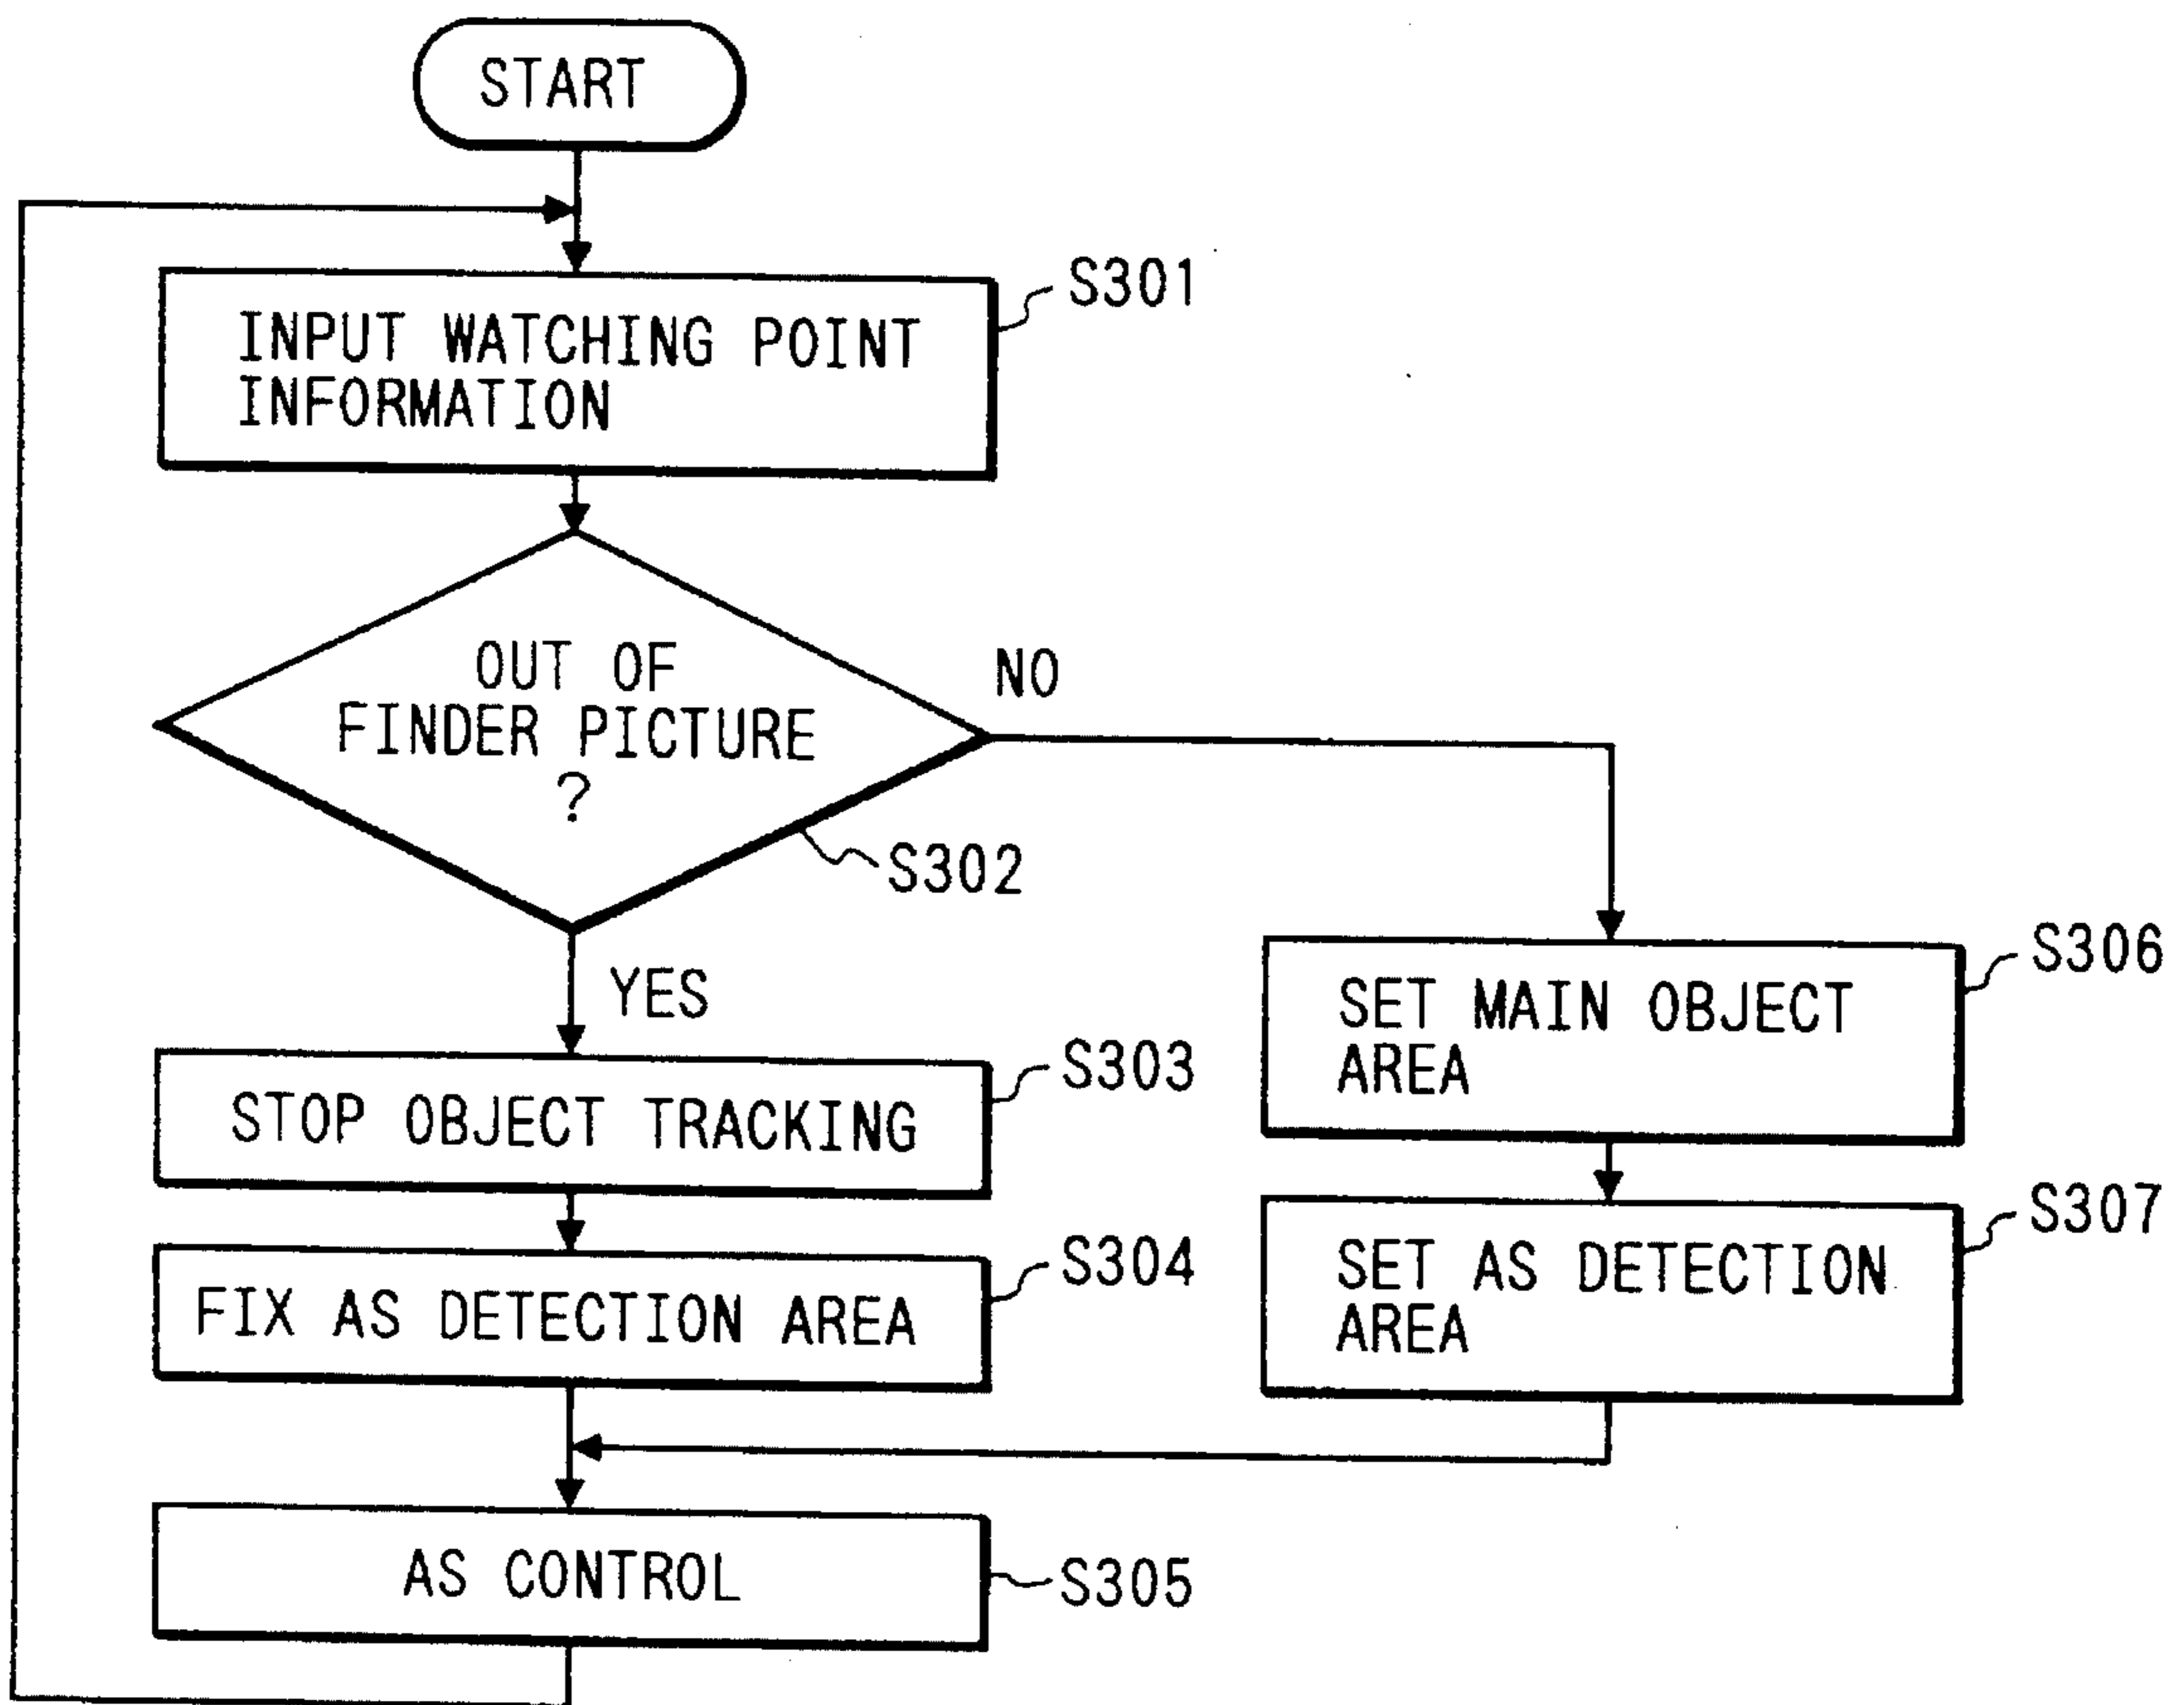 START
INPUT WATCHING POINT
INFORMATION
S301
OUT OF
FINDER PICTURE
?
NO
S302
YES
STOP OBJECT TRACKING
S303
FIX AS DETECTION AREA
S304
SET MAIN OBJECT
AREA
S306
SET AS DETECTION
AREA
S307
AS CONTROL
S305